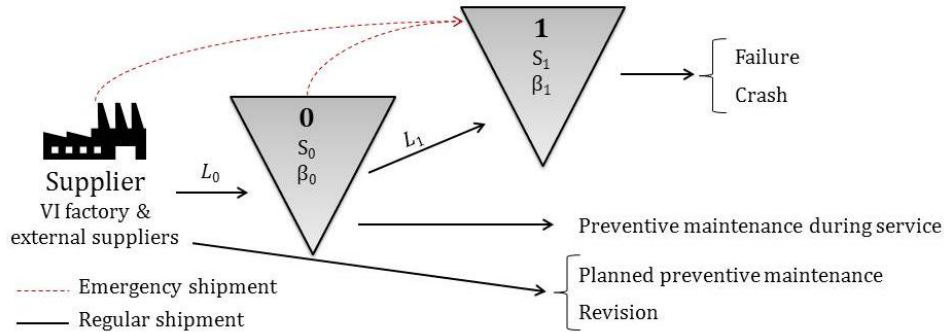 1
S₁
β₁
Failure
Crash
0
S₀
β₀
L₁
L₀
Supplier
VI factory &
external suppliers
Preventive maintenance during service
Planned preventive maintenance
Revision
Emergency shipment
Regular shipment